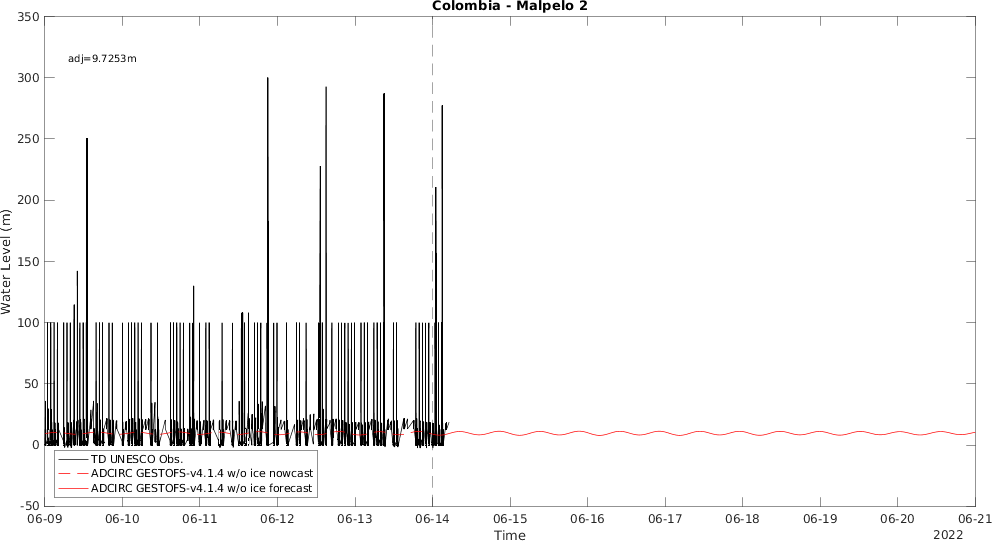 Colombia - Malpelo 2
adj=9.7253m
Water Level (m)
350
300
250
200
150
100
50
0
-50
TD UNESCO Obs.
ADCIRC GESTOFS-v4.1.4 w/o ice nowcast
ADCIRC GESTOFS-v4.1.4 w/o ice forecast
06-09 06-10 06-11 06-12 06-13 06-14 06-15 06-16 06-17 06-18 06-19 06-20 06-21
Time
2022